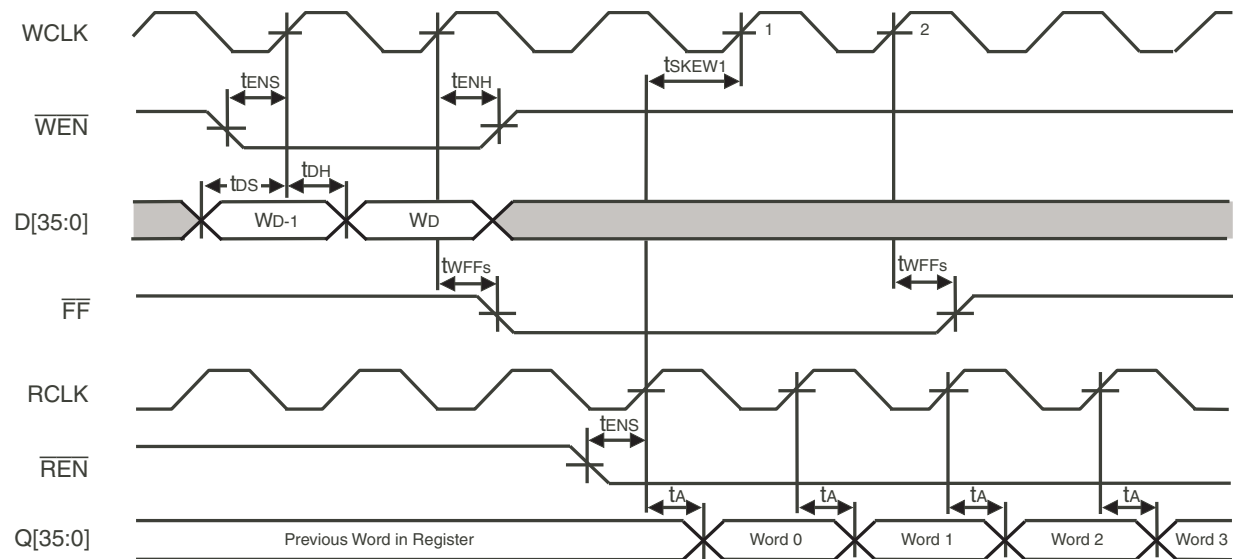 WCLK
1
2
tSKEW1
tENS
tENH
WEN
tDS
tDH
D[35:0]
WD-1
WD
tWFFs
tWFFs
FF
RCLK
tENS
REN
tA
tA
tA
tA
Q[35:0]
Previous Word in Register
Word 0
Word 1
Word 2
Word 3